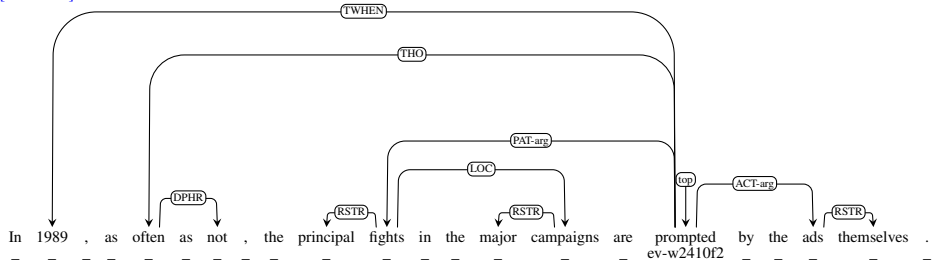 TWHEN
THO
PAT-arg
LOC
top
ACT-arg
DPHR
RSTR
RSTR
RSTR
In 1989 , as often as not , the principal fights in the major campaigns are prompted by the ads themselves .
_ _ _ _ _ _ _ _ _ _ _ _ _ _ _ _ ev-w2410f2 _ _ _ _ _